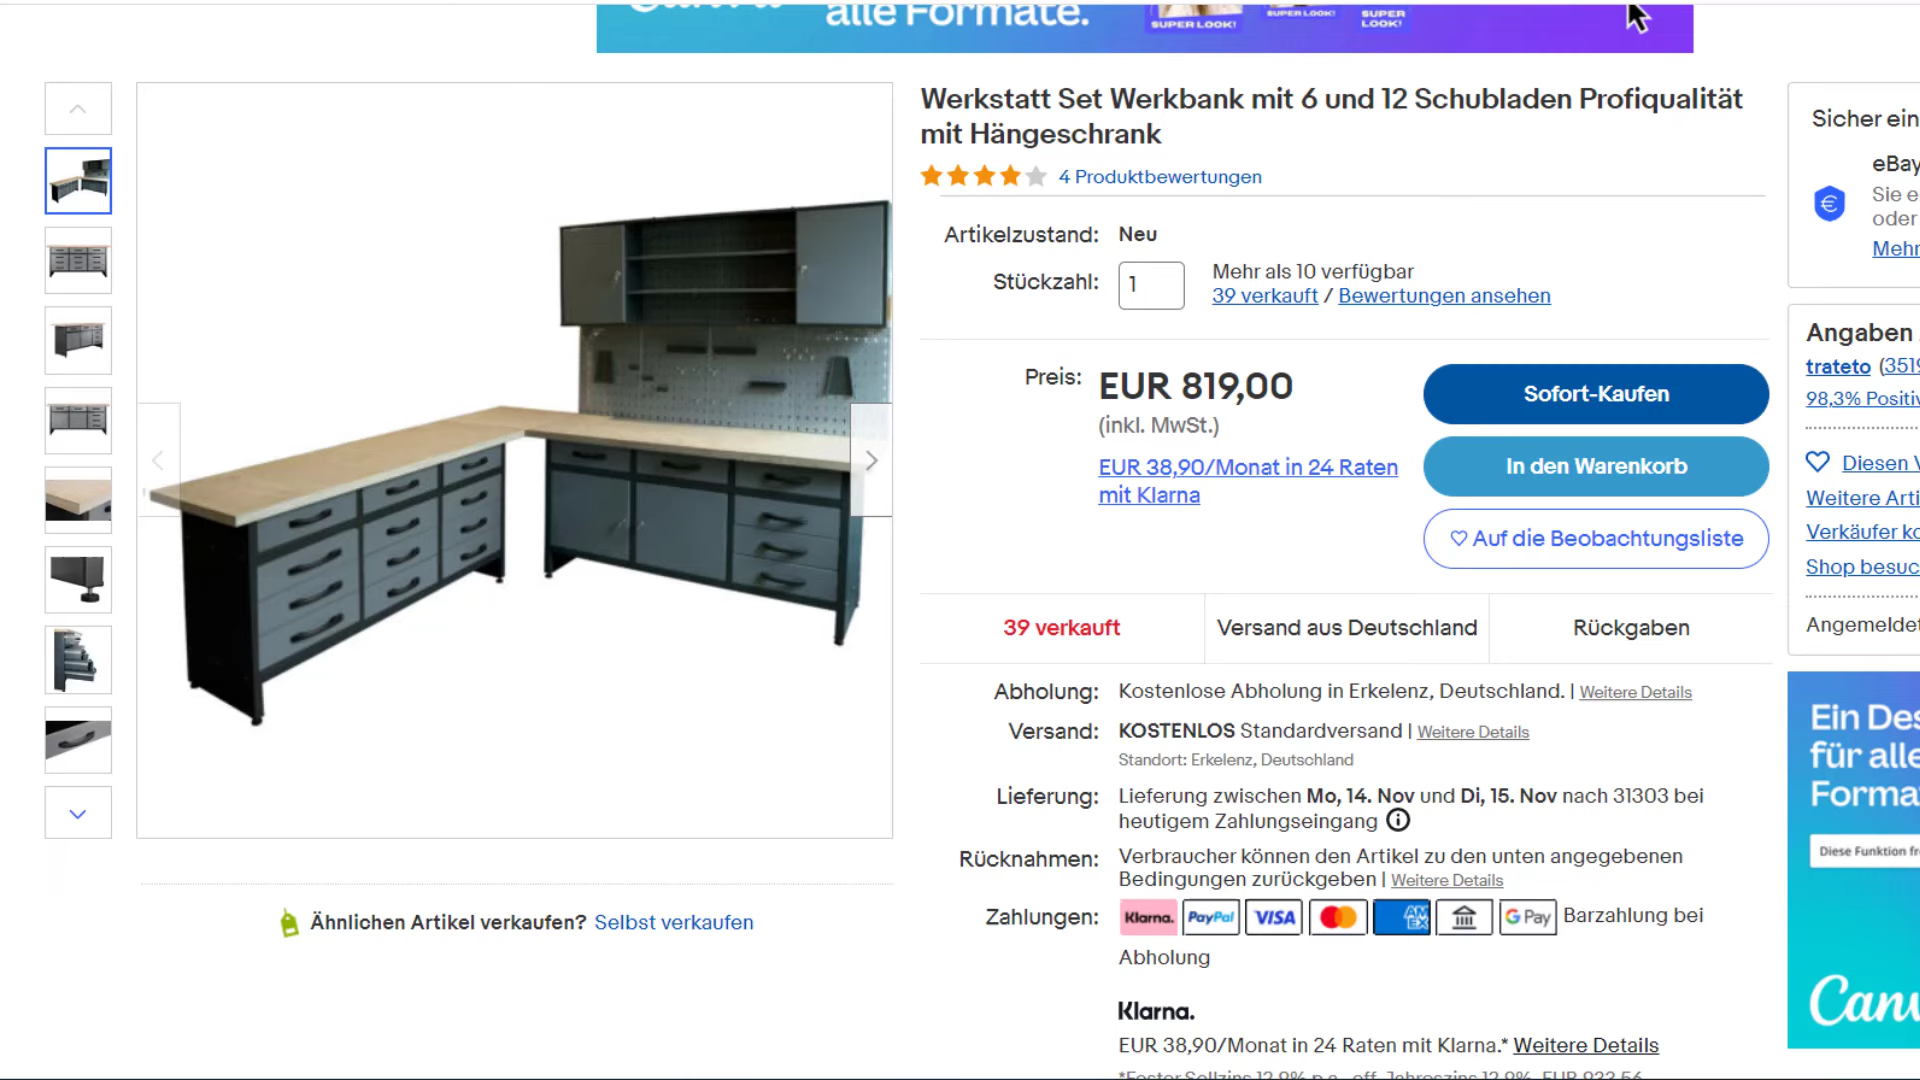 alle Formate.
SUPER LOOK!
SUPER LOOK!
SUPER
LOOK!
Werkstatt Set Werkbank mit 6 und 12 Schubladen Profiqualität
mit Hängeschrank
4 Produktbewertungen
Artikelzustand: Neu
Stückzahl: 1
Mehr als 10 verfügbar
39 verkauft / Bewertungen ansehen
Preis: EUR 819,00
(inkl. MwSt.)
EUR 38,90/Monat in 24 Raten
mit Klarna
Sofort-Kaufen
In den Warenkorb
Auf die Beobachtungsliste
39 verkauft
Versand aus Deutschland
Rückgaben
Abholung: Kostenlose Abholung in Erkelenz, Deutschland. | Weitere Details
Versand: KOSTENLOS Standardversand | Weitere Details
Standort: Erkelenz, Deutschland
Lieferung: Lieferung zwischen Mo, 14. Nov und Di, 15. Nov nach 31303 bei
heutigem Zahlungseingang
Rücknahmen: Verbraucher können den Artikel zu den unten angegebenen
Bedingungen zurückgeben | Weitere Details
Zahlungen: Klarna. PayPal VISA AM EX G Pay Barzahlung bei
Abholung
Klarna.
EUR 38,90/Monat in 24 Raten mit Klarna.* Weitere Details
Ähnlichen Artikel verkaufen? Selbst verkaufen
Sicher ein
eBay
Sie e
oder
Mehr
Angaben
trateto (3519
98,3% Positiv
Diesen V
Weitere Arti
Verkäufer ko
Shop besuc
Angemeldet
Ein Des
für alle
Forma
Diese Funktion fr
Canv